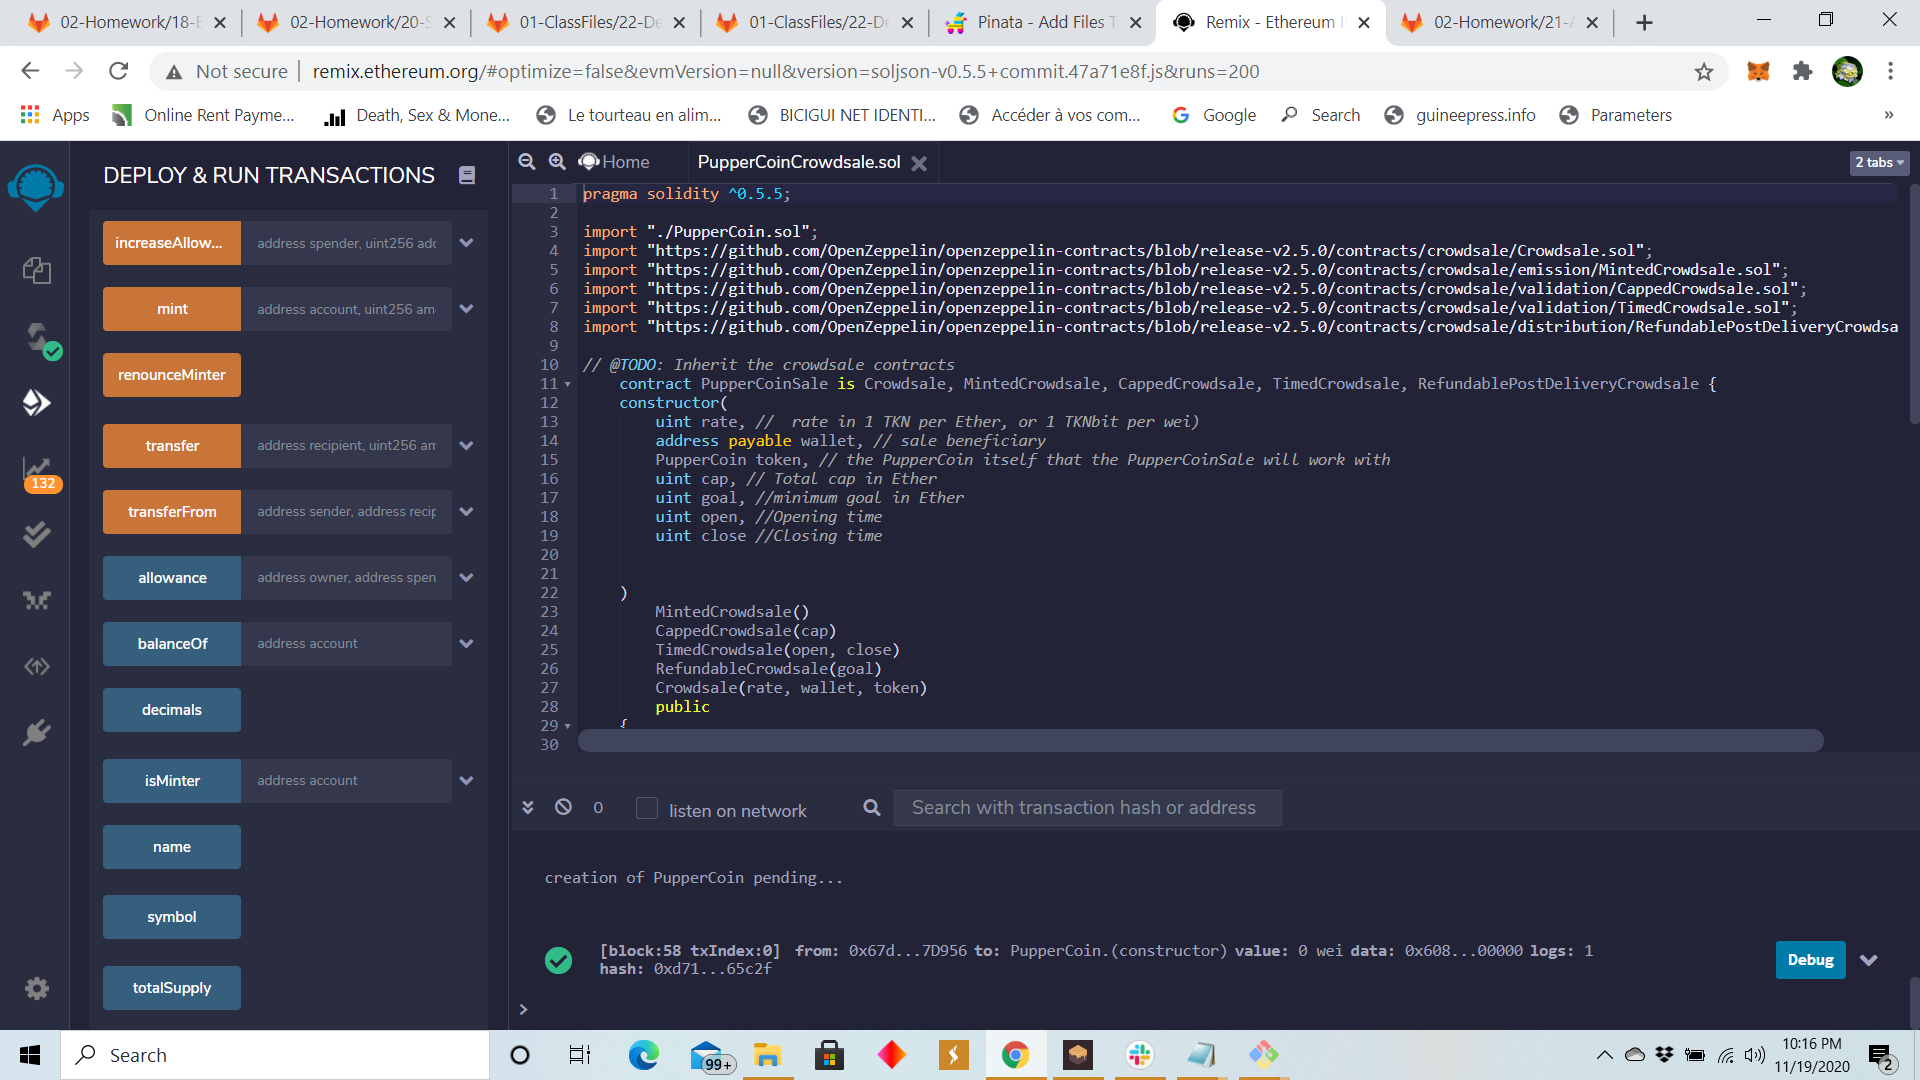 02-Homework/18-B
02-Homework/20-S
01-ClassFiles/22-De
01-ClassFiles/22-De
Pinata - Add Files T
Remix - Ethereum I
02-Homework/21-A
Not secure
remix.ethereum.org/#optimize=false&evmVersion=null&version=soljson-v0.5.5+commit.47a71e8f.js&runs=200
Apps
Online Rent Payme...
Death, Sex & Mone...
Le tourteau en alim...
BICIGUI NET IDENTI...
Accéder à vos com...
Google
Search
guineepress.info
Parameters
»
DEPLOY & RUN TRANSACTIONS
increaseAllow... address spender, uint256 adc
mint address account, uint256 am
renounceMinter
transfer address recipient, uint256 am
transferFrom address sender, address recip
allowance address owner, address spen
balanceOf address account
decimals
isMinter address account
name
symbol
totalSupply
132
Home
PupperCoinCrowdsale.sol
2 tabs
1 pragma solidity ^0.5.5;
2
3 import "./PupperCoin.sol";
4 import "https://github.com/OpenZeppelin/openzeppelin-contracts/blob/release-v2.5.0/contracts/crowdsale/Crowdsale.sol";
5 import "https://github.com/OpenZeppelin/openzeppelin-contracts/blob/release-v2.5.0/contracts/crowdsale/emission/MintedCrowdsale.sol";
6 import "https://github.com/OpenZeppelin/openzeppelin-contracts/blob/release-v2.5.0/contracts/crowdsale/validation/CappedCrowdsale.sol";
7 import "https://github.com/OpenZeppelin/openzeppelin-contracts/blob/release-v2.5.0/contracts/crowdsale/validation/TimedCrowdsale.sol";
8 import "https://github.com/OpenZeppelin/openzeppelin-contracts/blob/release-v2.5.0/contracts/crowdsale/distribution/RefundablePostDeliveryCrowdsa
9
10 // @TODO: Inherit the crowdsale contracts
11 contract PupperCoinSale is Crowdsale, MintedCrowdsale, CappedCrowdsale, TimedCrowdsale, RefundablePostDeliveryCrowdsale {
12 constructor(
13 uint rate, // rate in 1 TKN per Ether, or 1 TKNbit per wei)
14 address payable wallet, // sale beneficiary
15 PupperCoin token, // the PupperCoin itself that the PupperCoinSale will work with
16 uint cap, // Total cap in Ether
17 uint goal, //minimum goal in Ether
18 uint open, //Opening time
19 uint close //Closing time
20
21
22 )
23 MintedCrowdsale()
24 CappedCrowdsale(cap)
25 TimedCrowdsale(open, close)
26 RefundableCrowdsale(goal)
27 Crowdsale(rate, wallet, token)
28 public
29 {
30
0
listen on network
Search with transaction hash or address
creation of PupperCoin pending...
[block:58 txIndex:0] from: 0x67d...7D956 to: PupperCoin.(constructor) value: 0 wei data: 0x608...00000 logs: 1
hash: 0xd71...65c2f
Debug
>
Search
99+
10:16 PM
11/19/2020
2